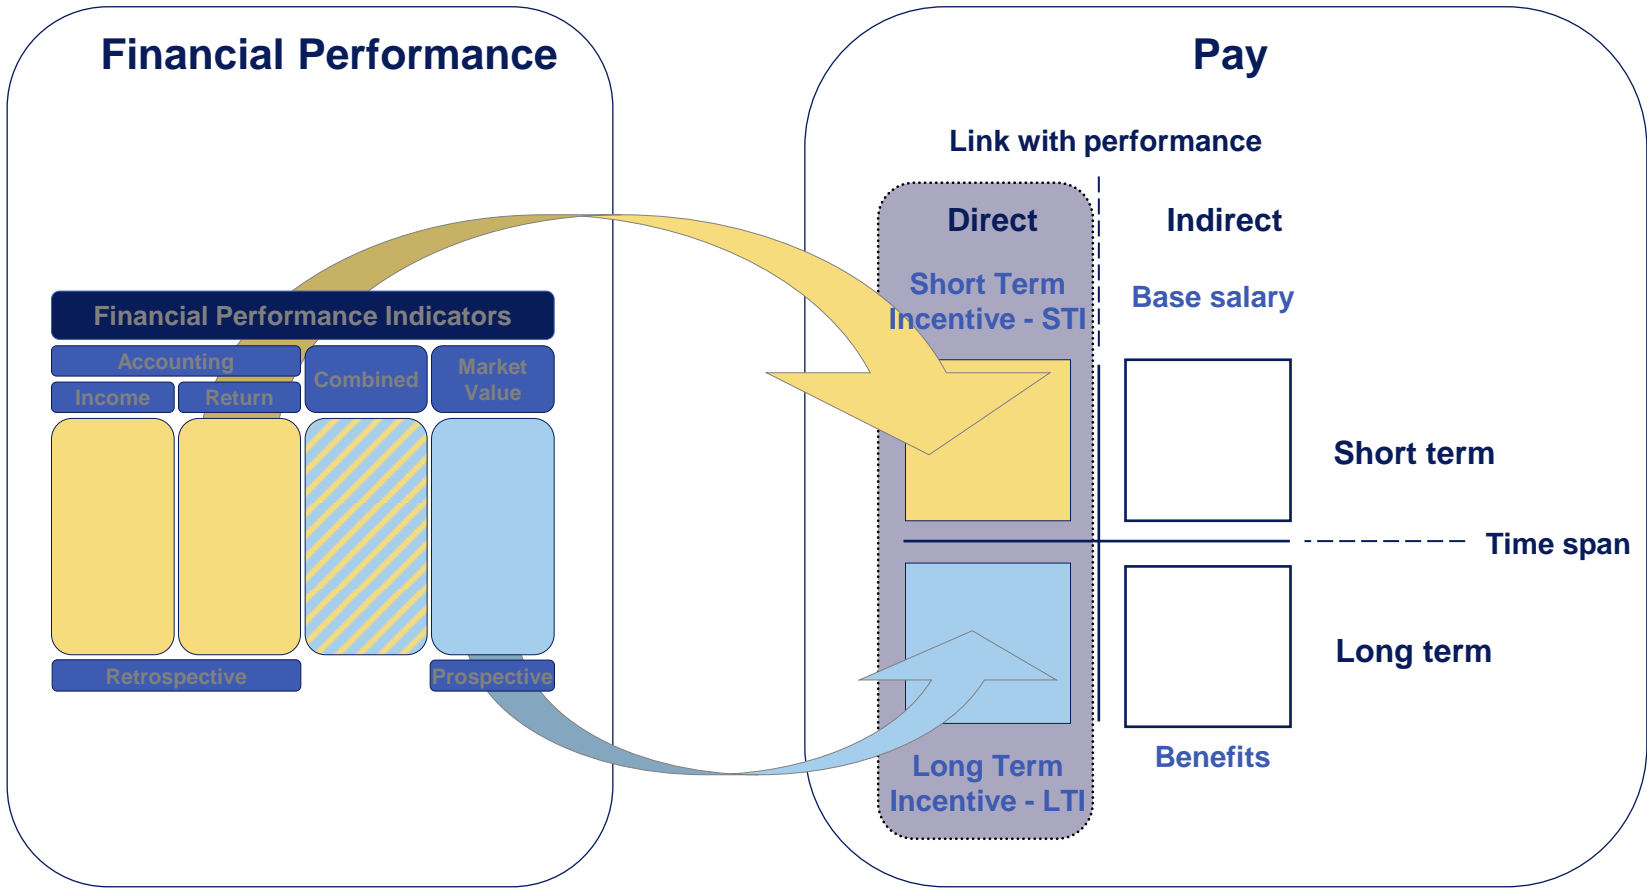 Financial Performance
Financial Performance Indicators
Accounting
Income
Return
Combined
Market
Value
Retrospective
Prospective
Pay
Link with performance
Direct
Indirect
Short Term
Incentive - STI
Base salary
Short term
Time span
Long term
Long Term
Incentive - LTI
Benefits